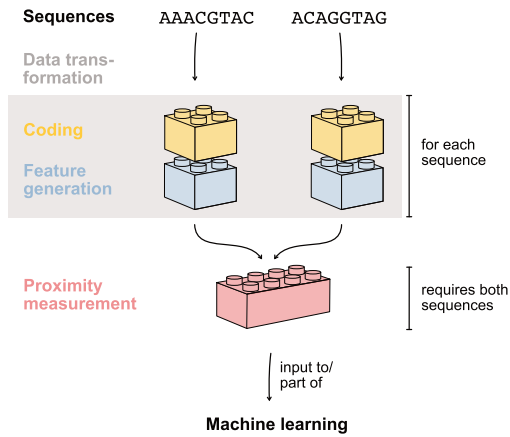 Sequences AAACGTAC ACAGGTAG
Data trans-
formation
Coding
Feature
generation
for each
sequence
Proximity
measurement
requires both
sequences
input to/
part of
Machine learning